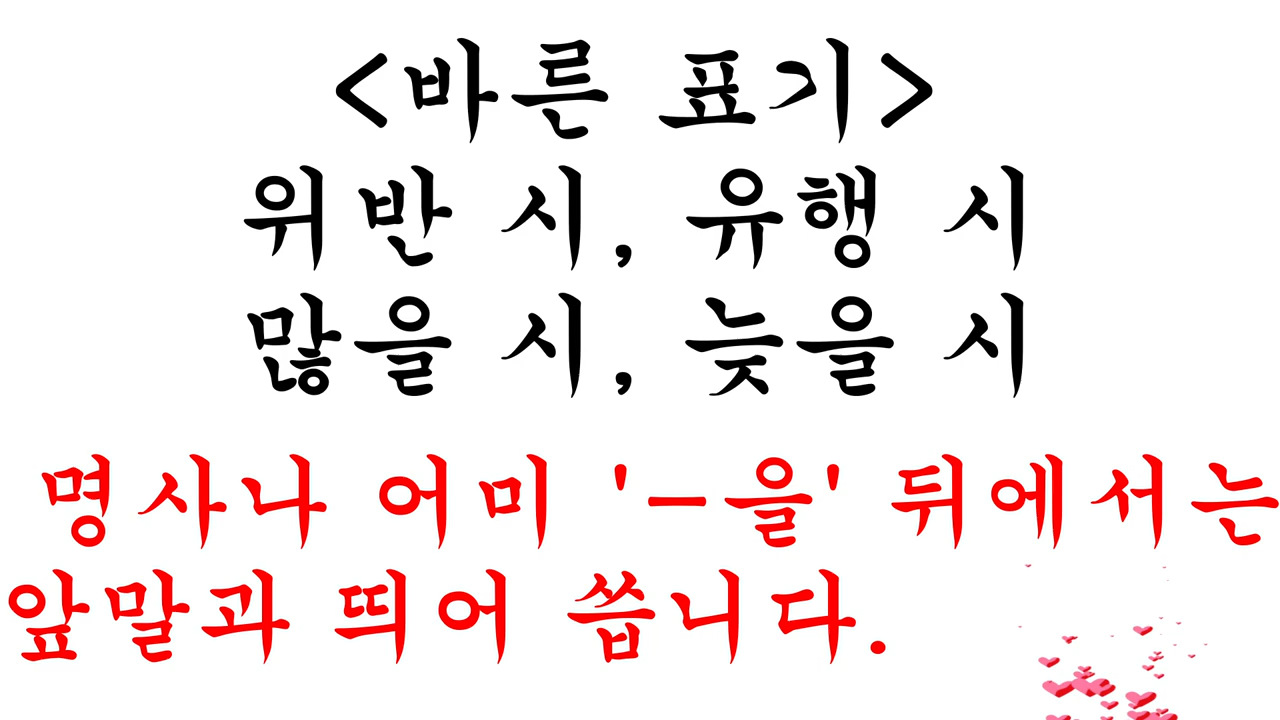 <바른 표기>
위반 시, 유행 시
많을 시, 늦을 시
명사나 어미 '-을' 뒤에서는
앞말과 띄어 씁니다.